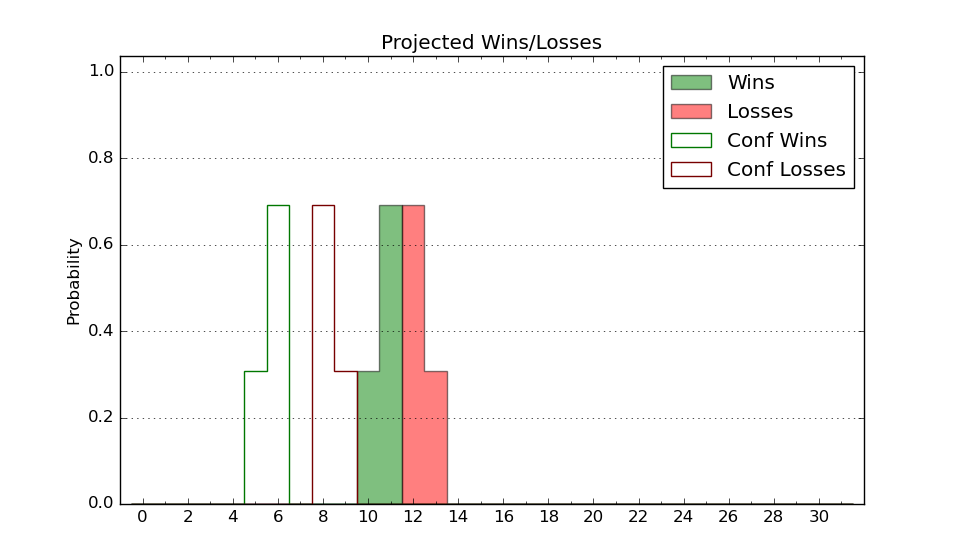 Projected Wins/Losses
1.0
0.8
0.6
0.4
0.2
0.0
Probability
Wins
Losses
Conf Wins
Conf Losses
0 2 4 6 8 10 12 14 16 18 20 22 24 26 28 30